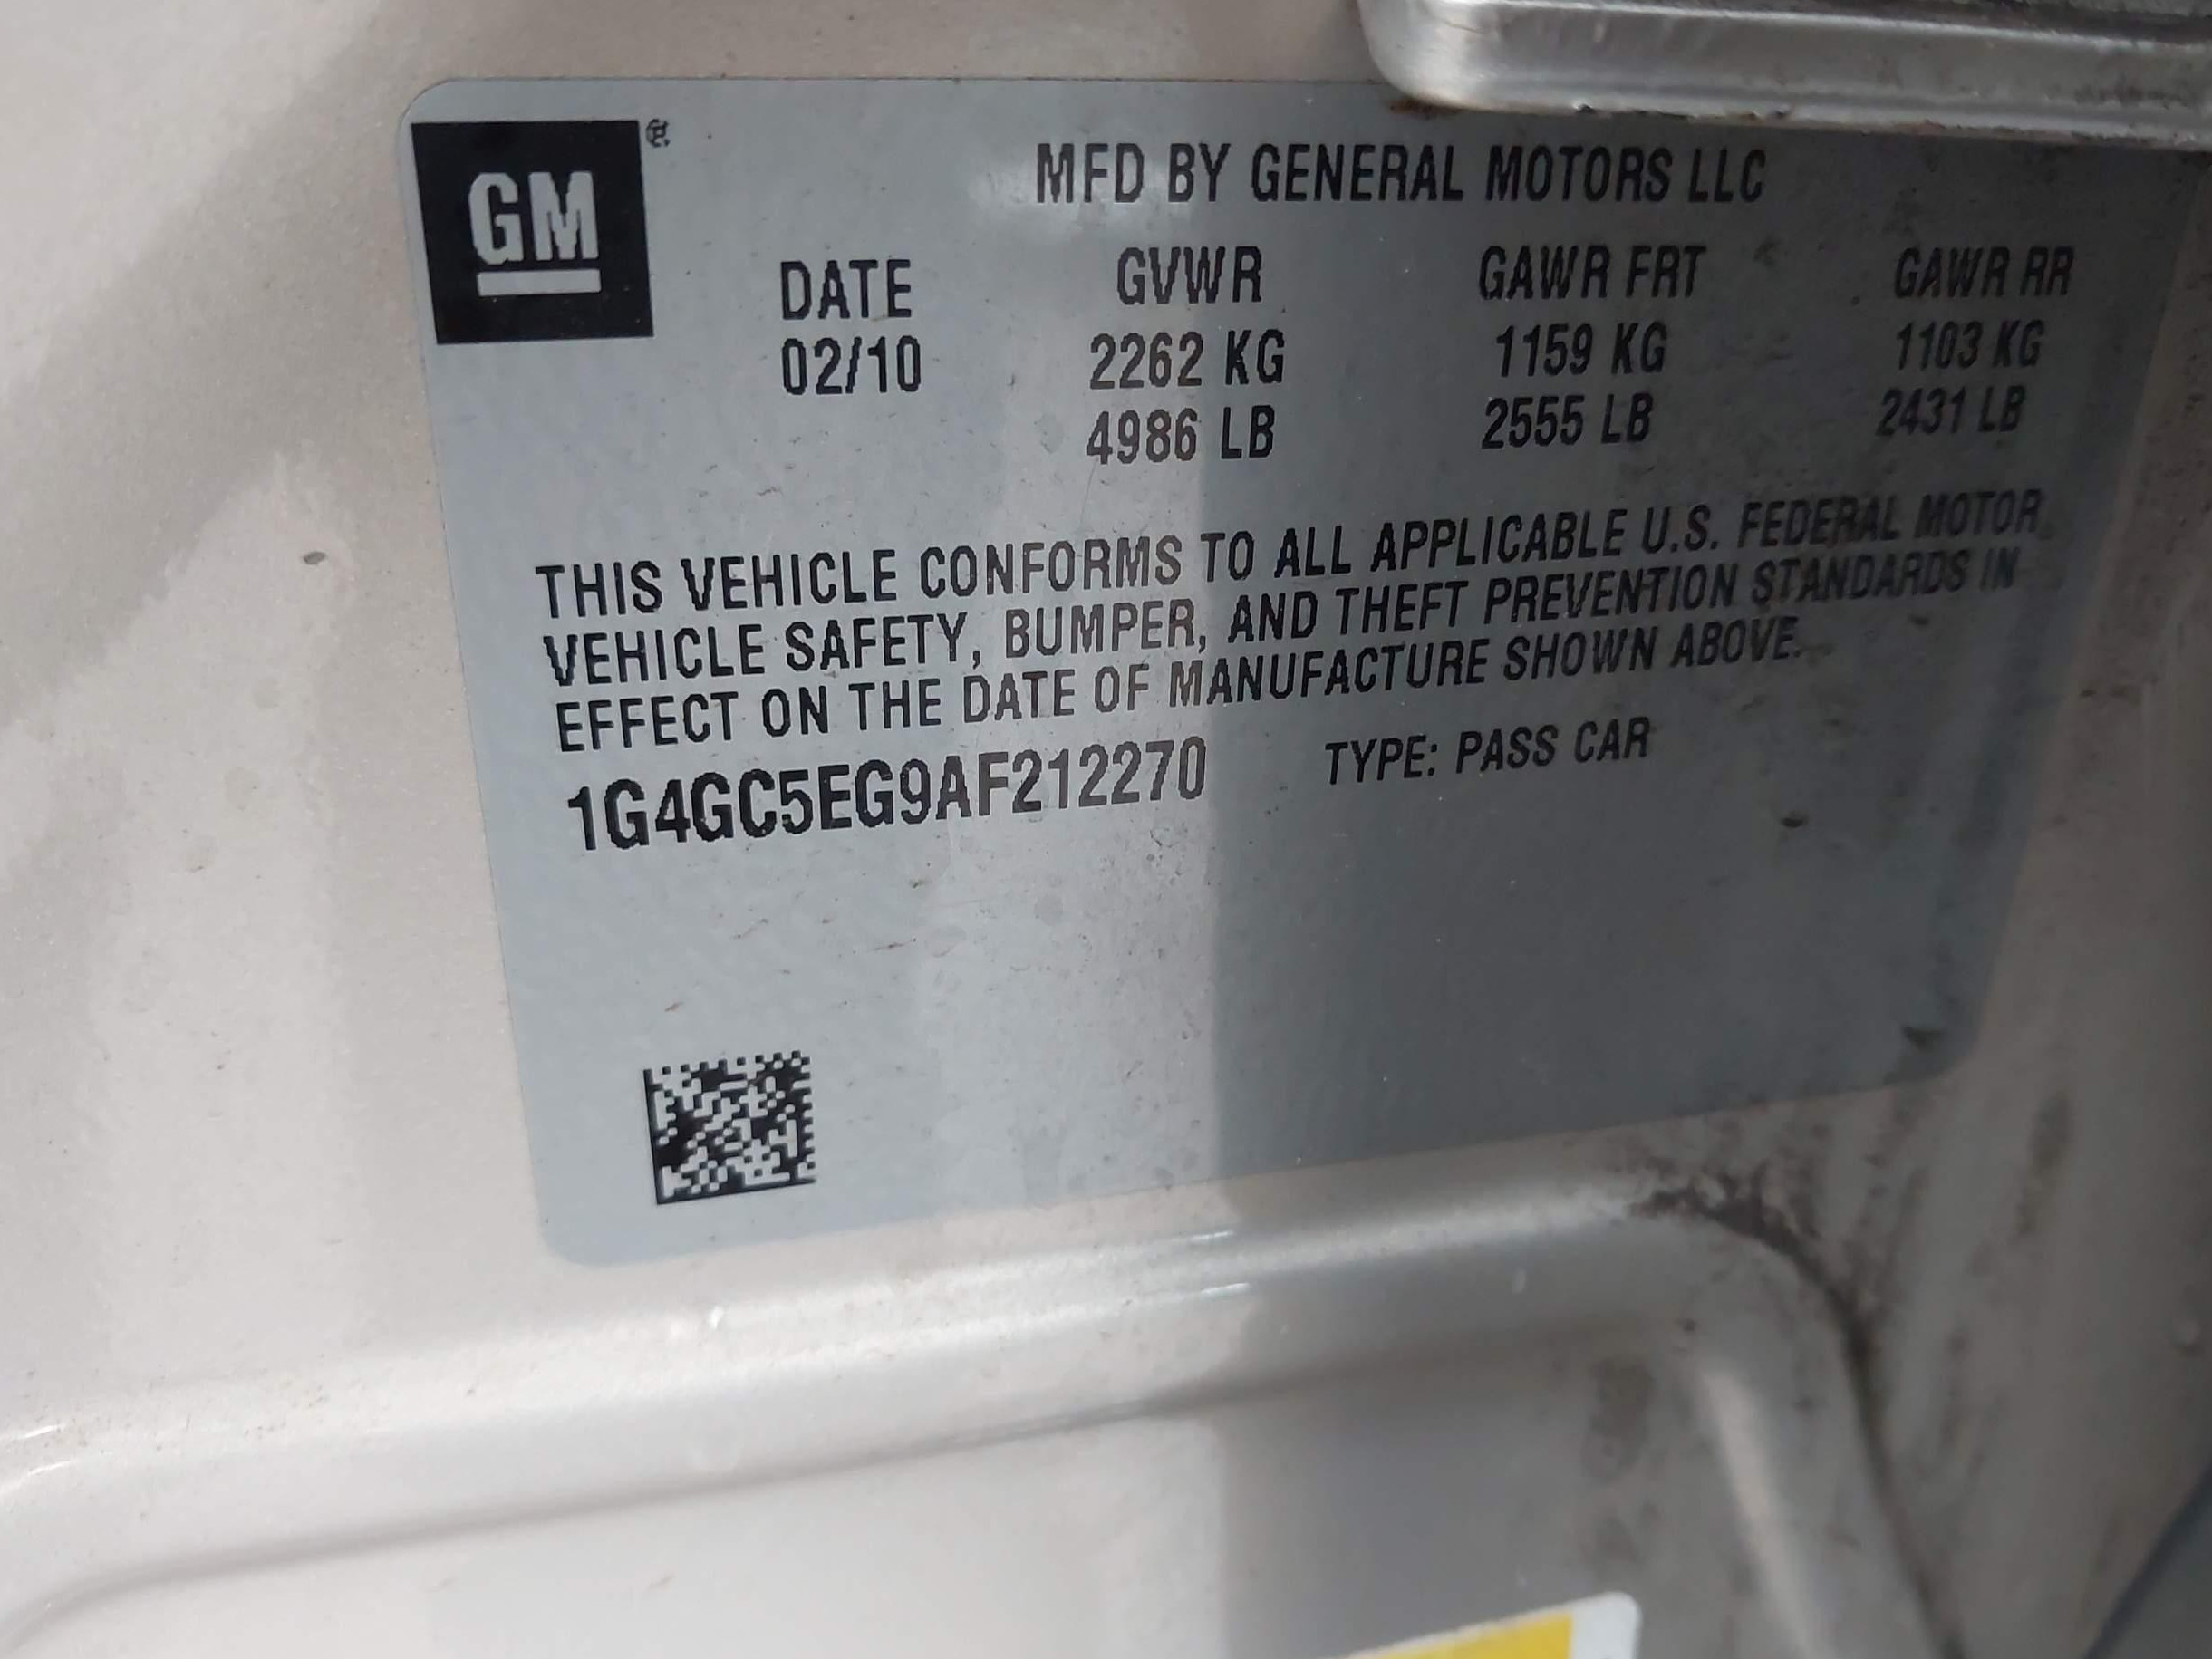 GM®
MFD BY GENERAL MOTORS LLC
DATE GVWR GAWR FRT GAWR RR
02/10 2262 KG 1159 KG 1103 KG
4986 LB 2555 LB 2431 LB
THIS VEHICLE CONFORMS TO ALL APPLICABLE U.S. FEDERAL MOTOR
VEHICLE SAFETY, BUMPER, AND THEFT PREVENTION STANDARDS IN
EFFECT ON THE DATE OF MANUFACTURE SHOWN ABOVE.
1G4GC5EG9AF212270 TYPE: PASS CAR